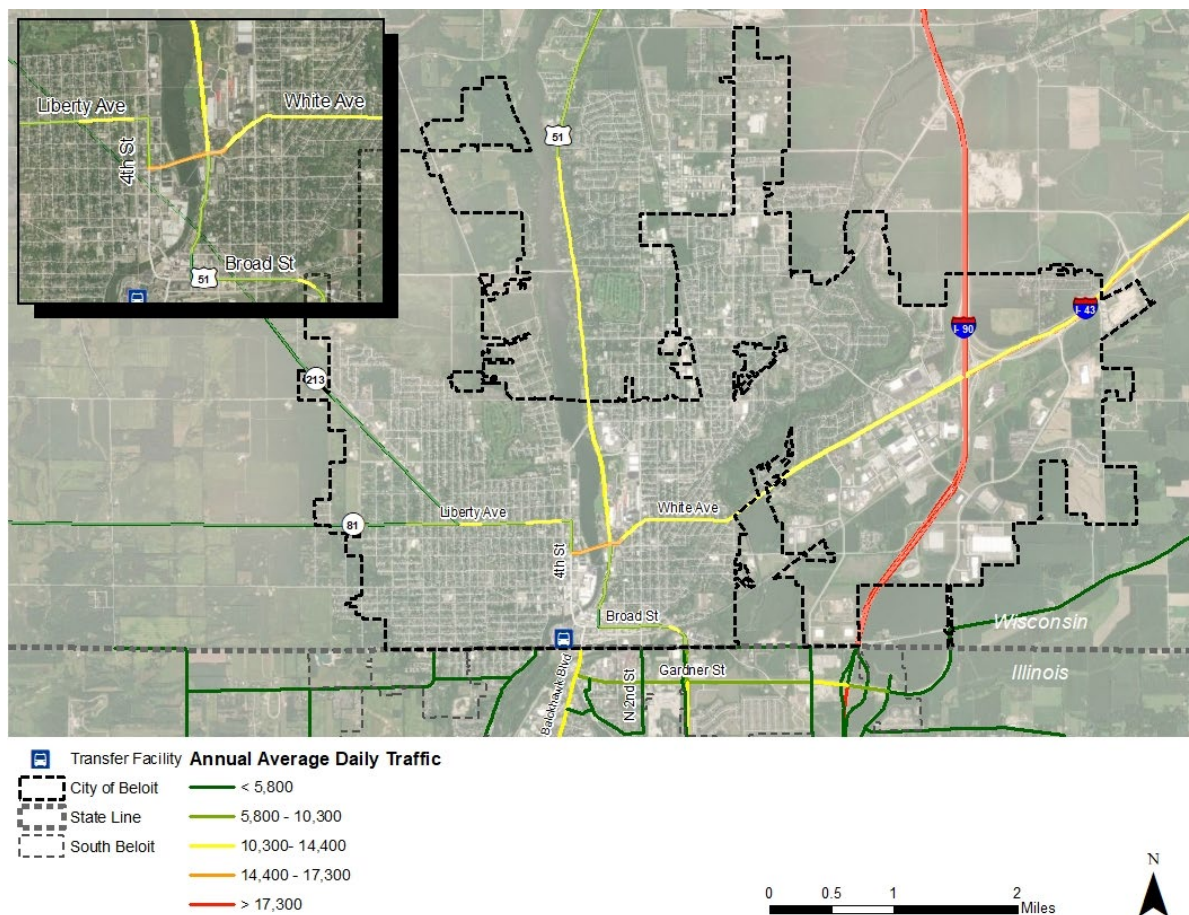 Liberty Ave
White Ave
4th St
Broad St
51
51
I- 90
I- 43
213
81
Liberty Ave
White Ave
4th St
Broad St
Wisconsin
Illinois
Gardner St
N 2nd St
Balckhawk Blvd
Transfer Facility
City of Beloit
State Line
South Beloit
Annual Average Daily Traffic
< 5,800
5,800 - 10,300
10,300- 14,400
14,400 - 17,300
> 17,300
N
0 0.5 1 2
Miles